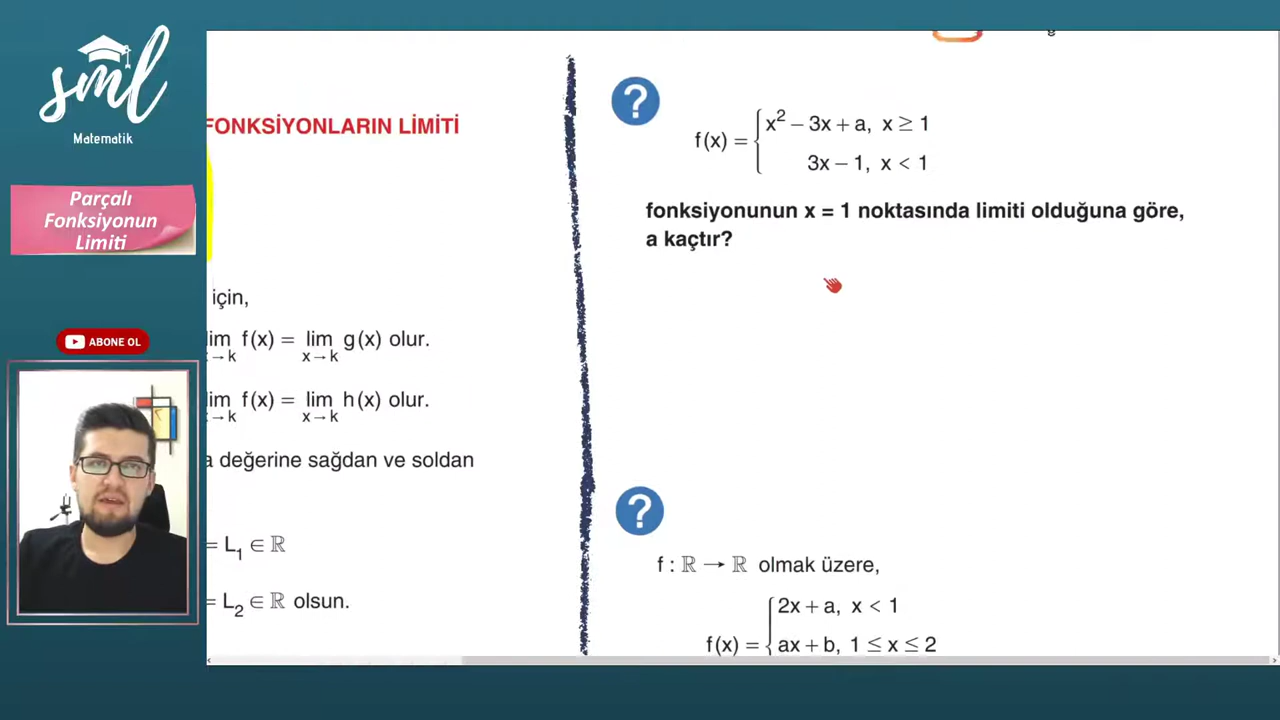 sml
Matematik
Parçalı
Fonksiyonun
Limiti
ABONE OL
FONKSİYONLARIN LİMİTİ
için,
lim f(x) = lim g(x) olur.
x→k x→k
lim f(x) = lim h(x) olur.
x→k x→k
a değerine sağdan ve soldan
= L₁ ∈ ℝ
= L₂ ∈ ℝ olsun.
?
f(x) = { x² − 3x + a, x ≥ 1
3x − 1, x < 1
fonksiyonunun x = 1 noktasında limiti olduğuna göre,
a kaçtır?
?
f : ℝ → ℝ olmak üzere,
2x + a, x < 1
f(x) = { ax + b, 1 ≤ x ≤ 2